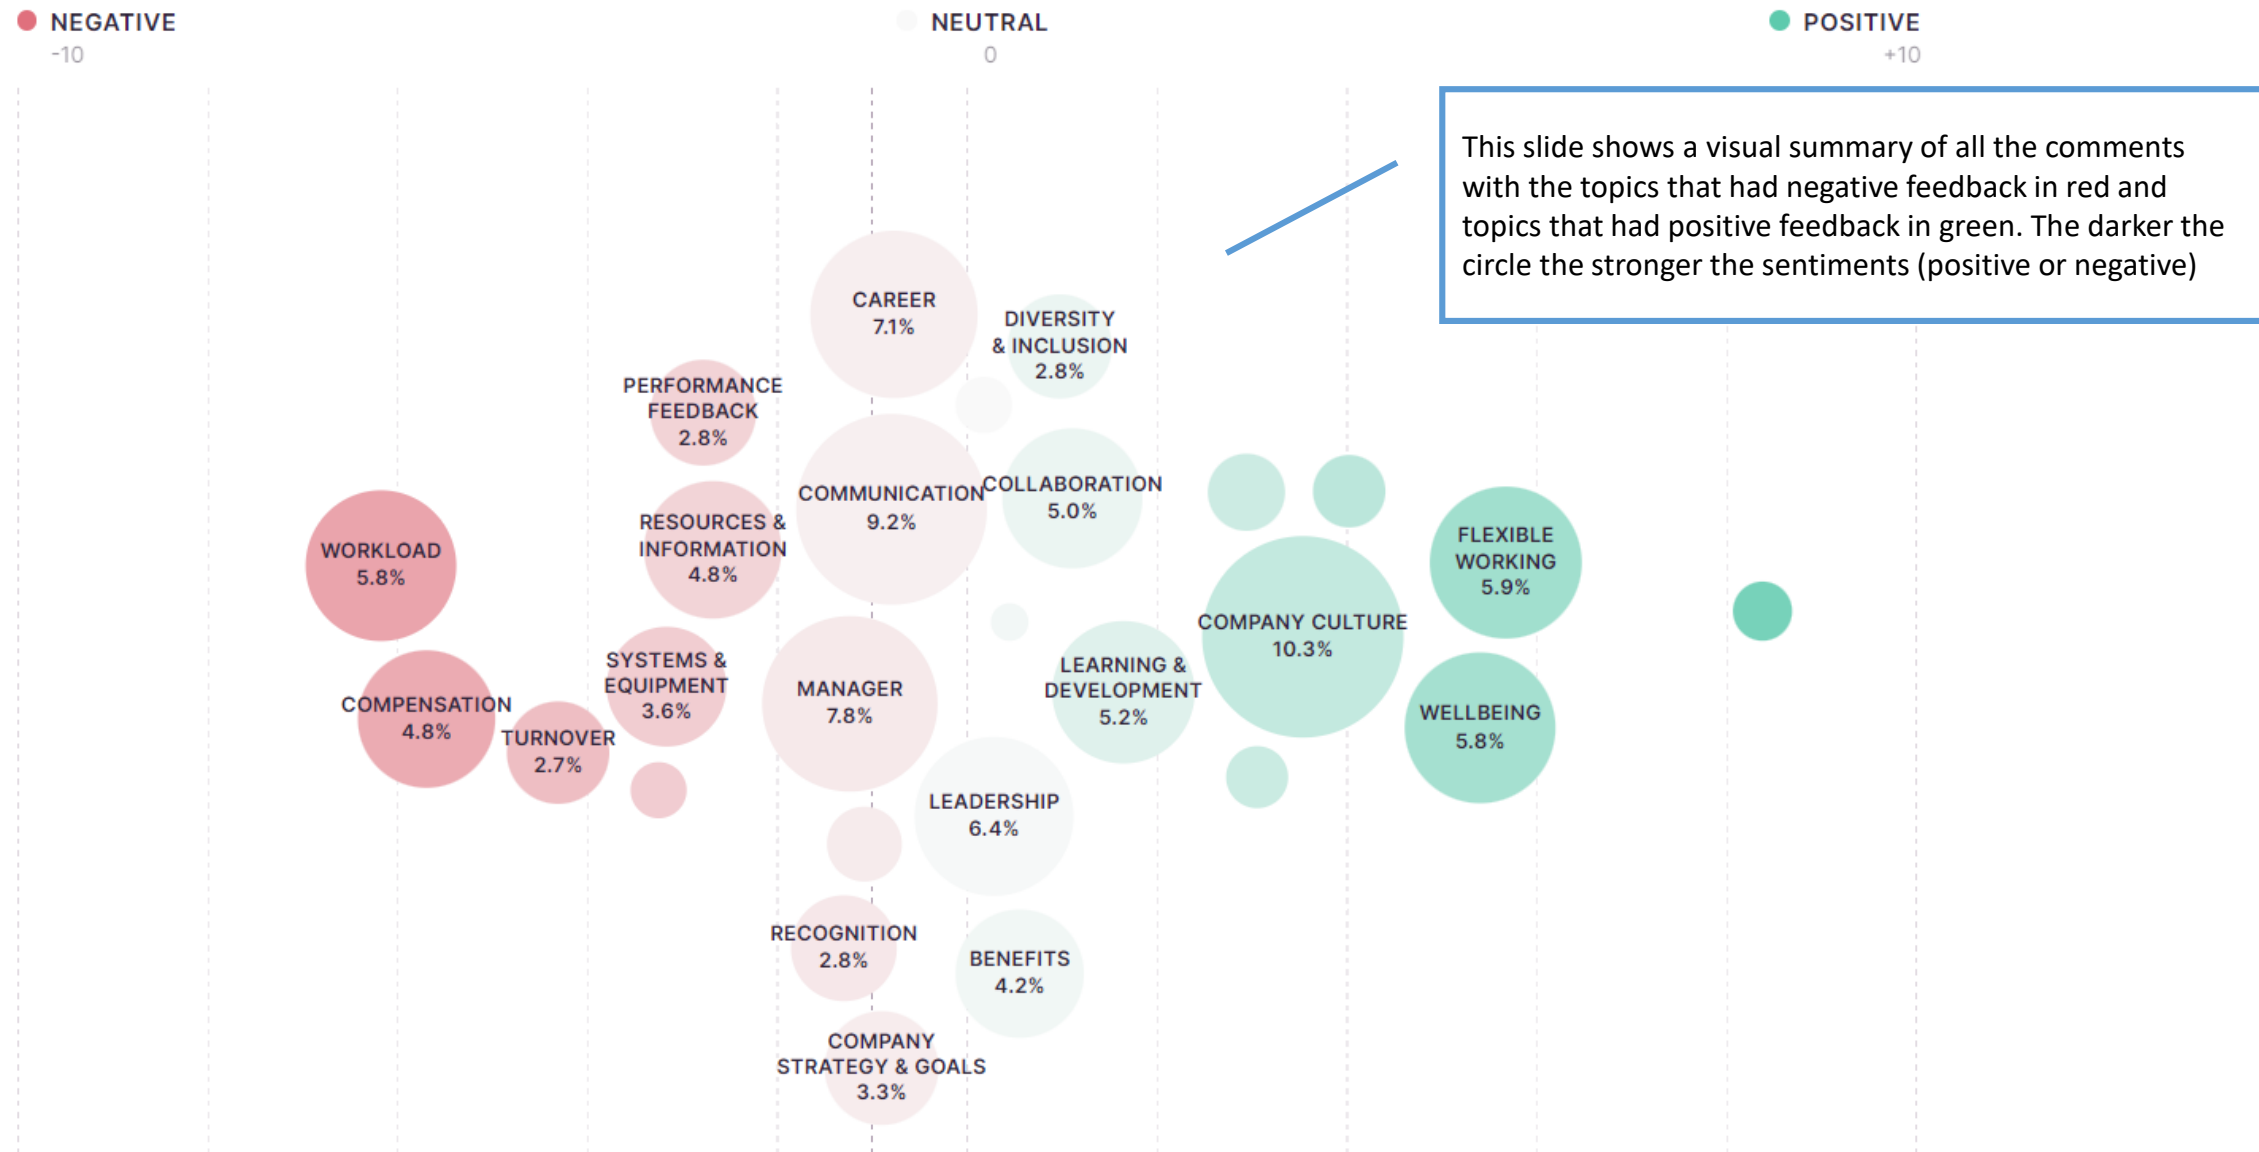 NEGATIVE
-10
NEUTRAL
0
POSITIVE
+10
This slide shows a visual summary of all the comments
with the topics that had negative feedback in red and
topics that had positive feedback in green. The darker the
circle the stronger the sentiments (positive or negative)
CAREER
7.1%
DIVERSITY
& INCLUSION
2.8%
PERFORMANCE
FEEDBACK
2.8%
COMMUNICATION
9.2%
COLLABORATION
5.0%
RESOURCES &
INFORMATION
4.8%
WORKLOAD
5.8%
FLEXIBLE
WORKING
5.9%
COMPANY CULTURE
10.3%
SYSTEMS &
EQUIPMENT
3.6%
MANAGER
7.8%
LEARNING &
DEVELOPMENT
5.2%
COMPENSATION
4.8%
TURNOVER
2.7%
WELLBEING
5.8%
LEADERSHIP
6.4%
RECOGNITION
2.8%
BENEFITS
4.2%
COMPANY
STRATEGY & GOALS
3.3%